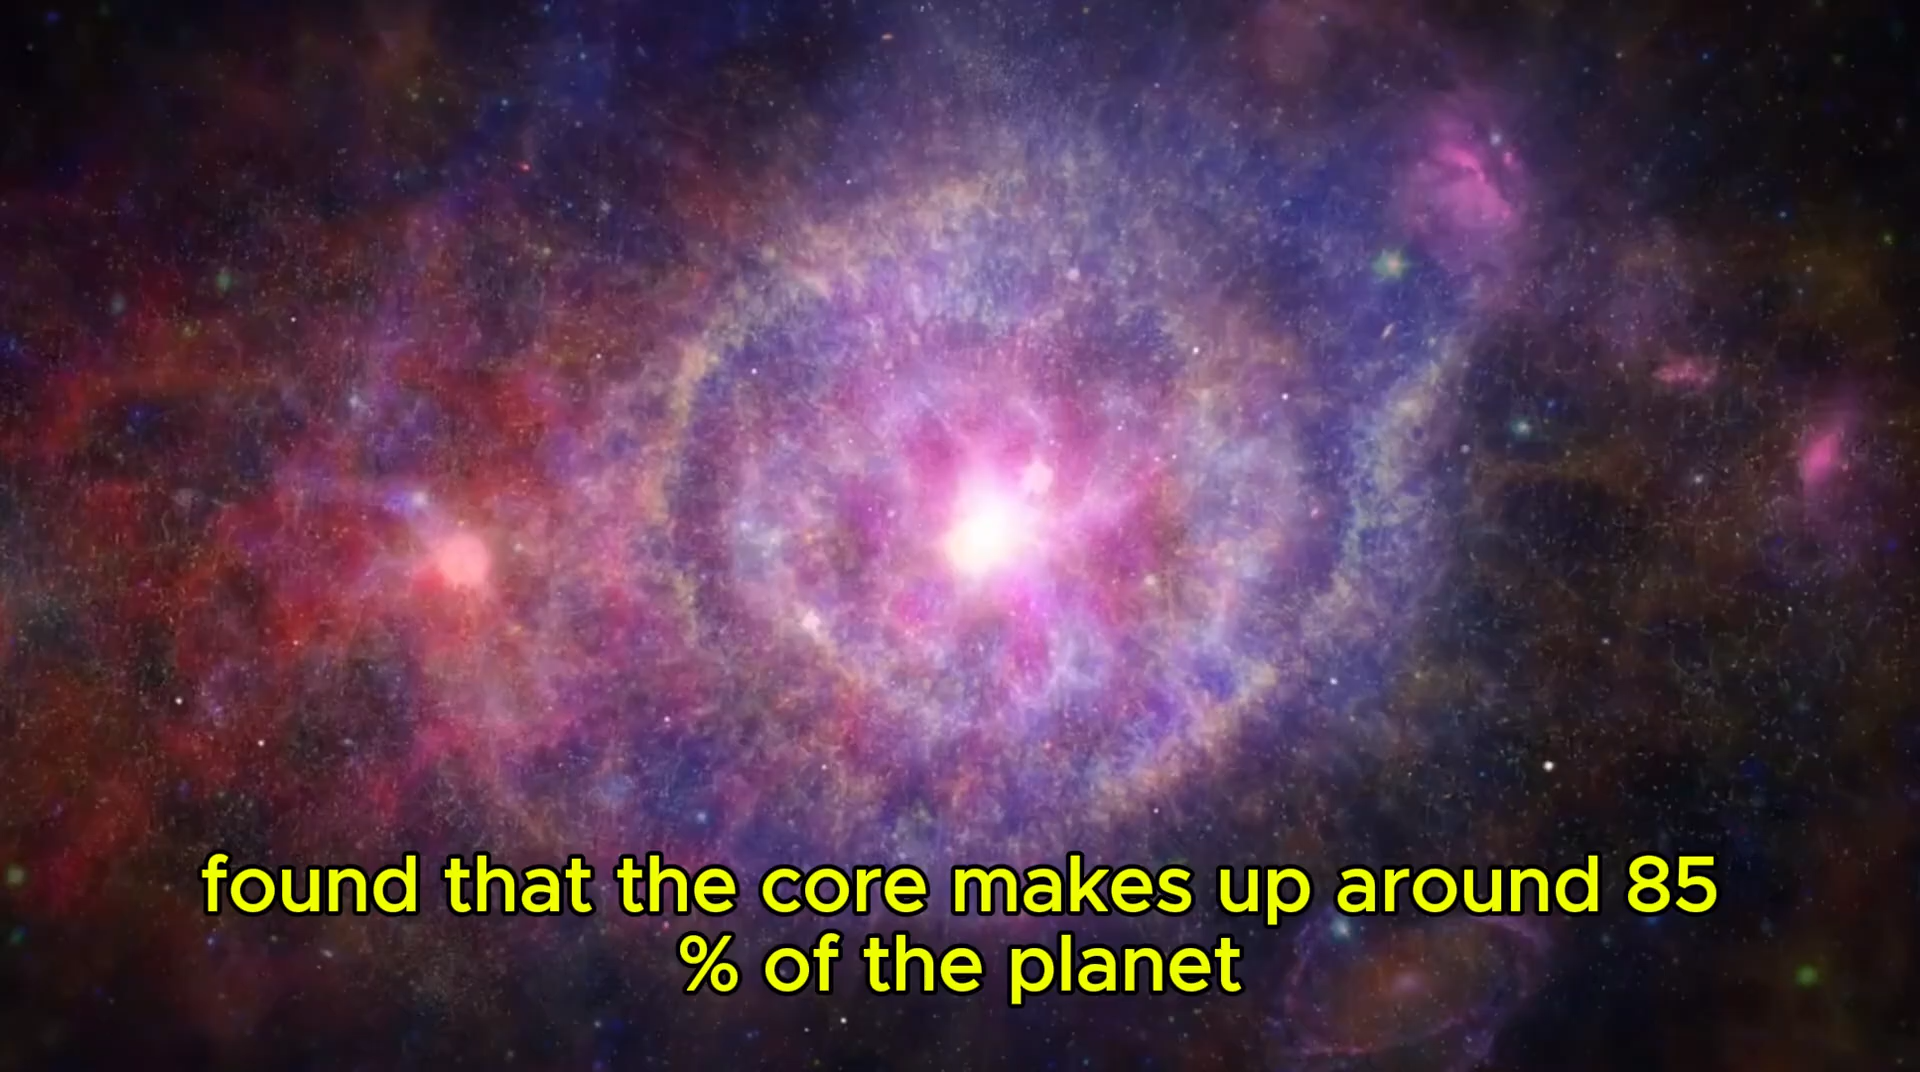 found that the core makes up around 85
% of the planet